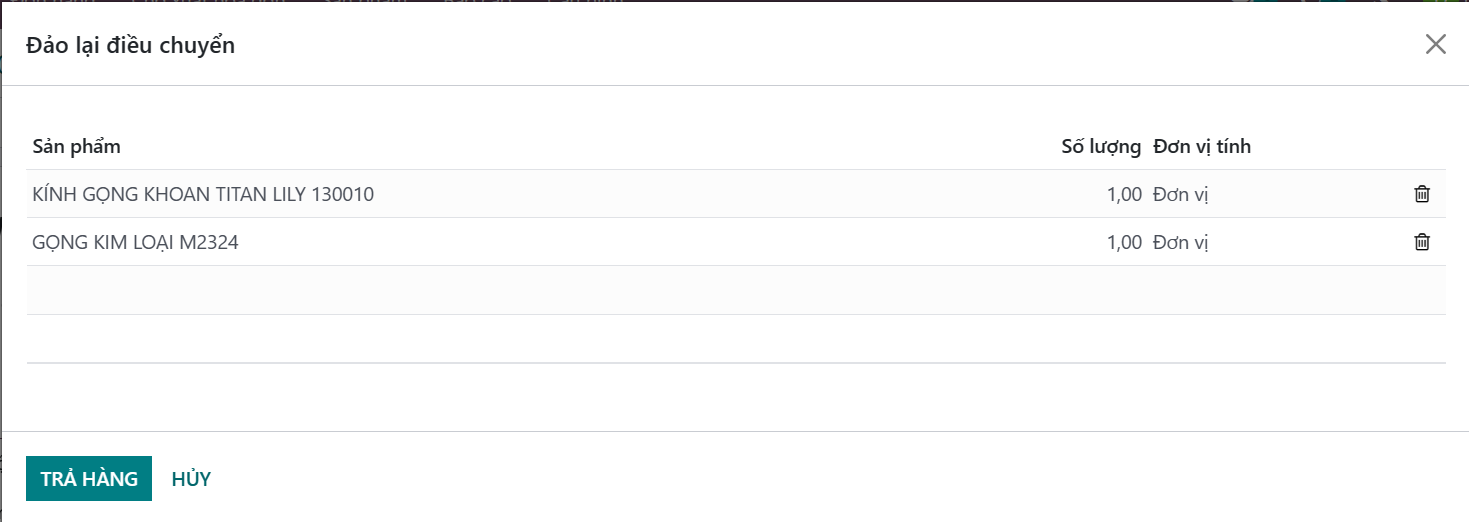 Đảo lại điều chuyển
Sản phẩm Số lượng Đơn vị tính
KÍNH GỌNG KHOAN TITAN LILY 130010 1,00 Đơn vị
GỌNG KIM LOẠI M2324 1,00 Đơn vị
TRẢ HÀNG HỦY